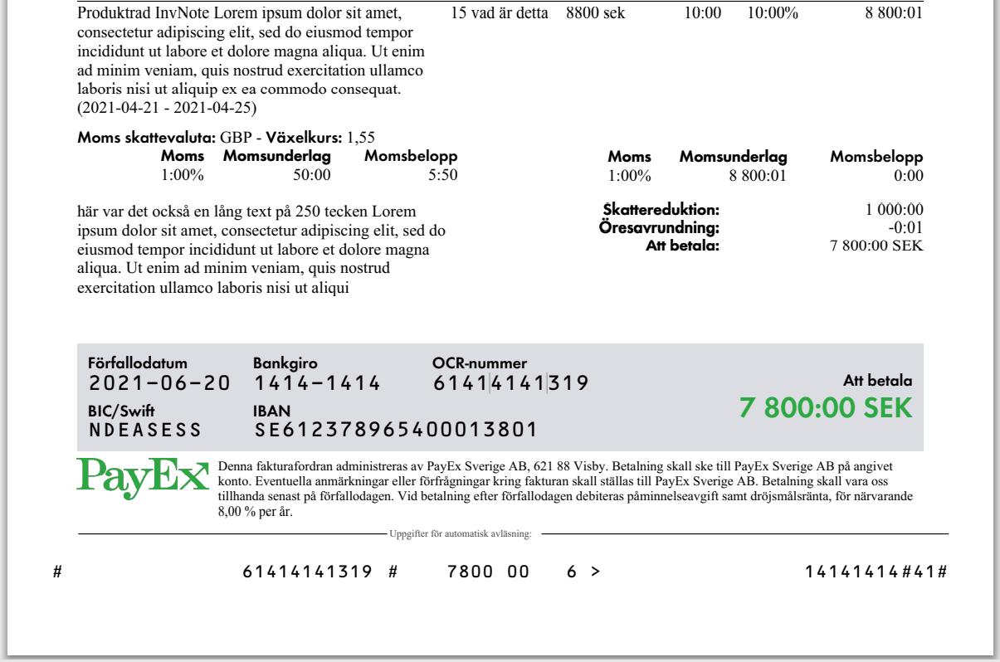 Produktrad InvNote Lorem ipsum dolor sit amet, 15 vad är detta 8800 sek 10:00 10:00% 8 800:01
consectetur adipiscing elit, sed do eiusmod tempor
incididunt ut labore et dolore magna aliqua. Ut enim
ad minim veniam, quis nostrud exercitation ullamco
laboris nisi ut aliquip ex ea commodo consequat.
(2021-04-21 - 2021-04-25)
Moms skattevaluta: GBP - Växelkurs: 1,55
Moms Momsunderlag Momsbelopp Moms Momsunderlag Momsbelopp
1:00% 50:00 5:50 1:00% 8 800:01 0:00
här var det också en lång text på 250 tecken Lorem
ipsum dolor sit amet, consectetur adipiscing elit, sed do
eiusmod tempor incididunt ut labore et dolore magna
aliqua. Ut enim ad minim veniam, quis nostrud
exercitation ullamco laboris nisi ut aliqui
Skattereduktion: 1 000:00
Öresavrundning: -0:01
Att betala: 7 800:00 SEK
Förfallodatum Bankgiro OCR-nummer
2021-06-20 1414-1414 61414141319
Att betala
7 800:00 SEK
BIC/Swift IBAN
NDEASESS SE612378965400013801
PayEx
Denna fakturafordran administreras av PayEx Sverige AB, 621 88 Visby. Betalning skall ske till PayEx Sverige AB på angivet
konto. Eventuella anmärkningar eller förfrågningar kring fakturan skall ställas till PayEx Sverige AB. Betalning skall vara oss
tillhanda senast på förfallodagen. Vid betalning efter förfallodagen debiteras påminnelseavgift samt dröjsmålsränta, för närvarande
8,00 % per år.
Uppgifter för automatisk avläsning:
# 61414141319 # 7800 00 6 > 14141414#41#